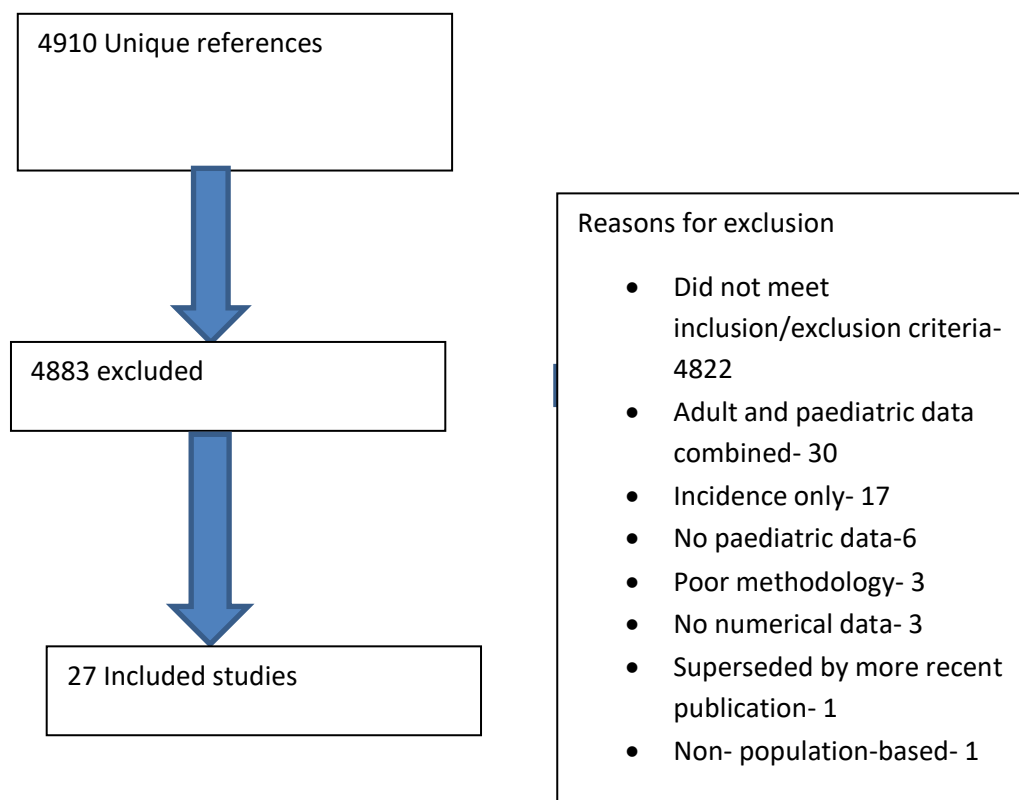 4910 Unique references
4883 excluded
27 Included studies
Reasons for exclusion
• Did not meet
inclusion/exclusion criteria-
4822
• Adult and paediatric data
combined- 30
• Incidence only- 17
• No paediatric data-6
• Poor methodology- 3
• No numerical data- 3
• Superseded by more recent
publication- 1
• Non- population-based- 1